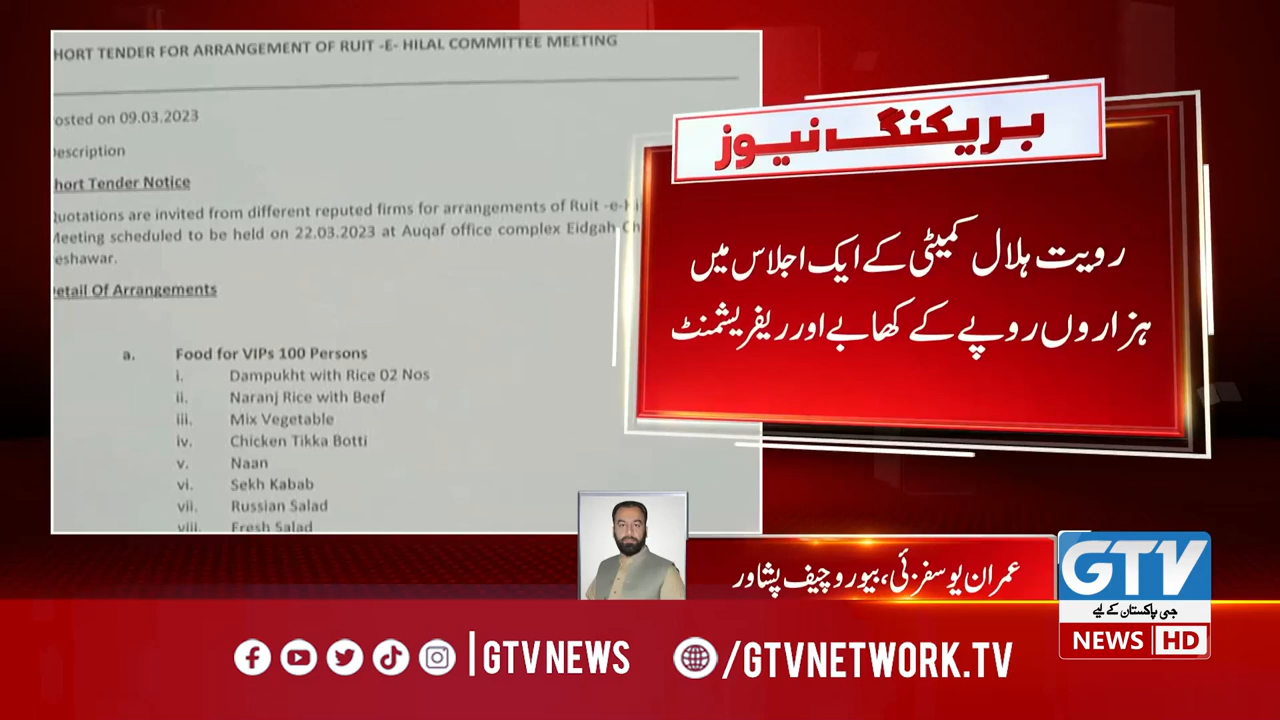 HORT TENDER FOR ARRANGEMENT OF RUIT -E- HILAL COMMITTEE MEETING
osted on 09.03.2023
escription
hort Tender Notice
uotations are invited from different reputed firms for arrangements of Ruit -e-Hi
Meeting scheduled to be held on 22.03.2023 at Auqaf office complex Eidgah Ch
eshawar.
etail Of Arrangements
a. Food for VIPs 100 Persons
i. Dampukht with Rice 02 Nos
ii. Naranj Rice with Beef
iii. Mix Vegetable
iv. Chicken Tikka Botti
v. Naan
vi. Sekh Kabab
vii. Russian Salad
viii. Fresh Salad
بریکنگ نیوز
رویت ہلال کمیٹی کے ایک اجلاس میں
ہزاروں روپے کے کھابے اور ریفریشمنٹ
عمران یوسفزئی، بیورو چیف پشاور
GTV
جی پاکستان کے لیے
NEWS HD
GTV NEWS
/GTVNETWORK.TV